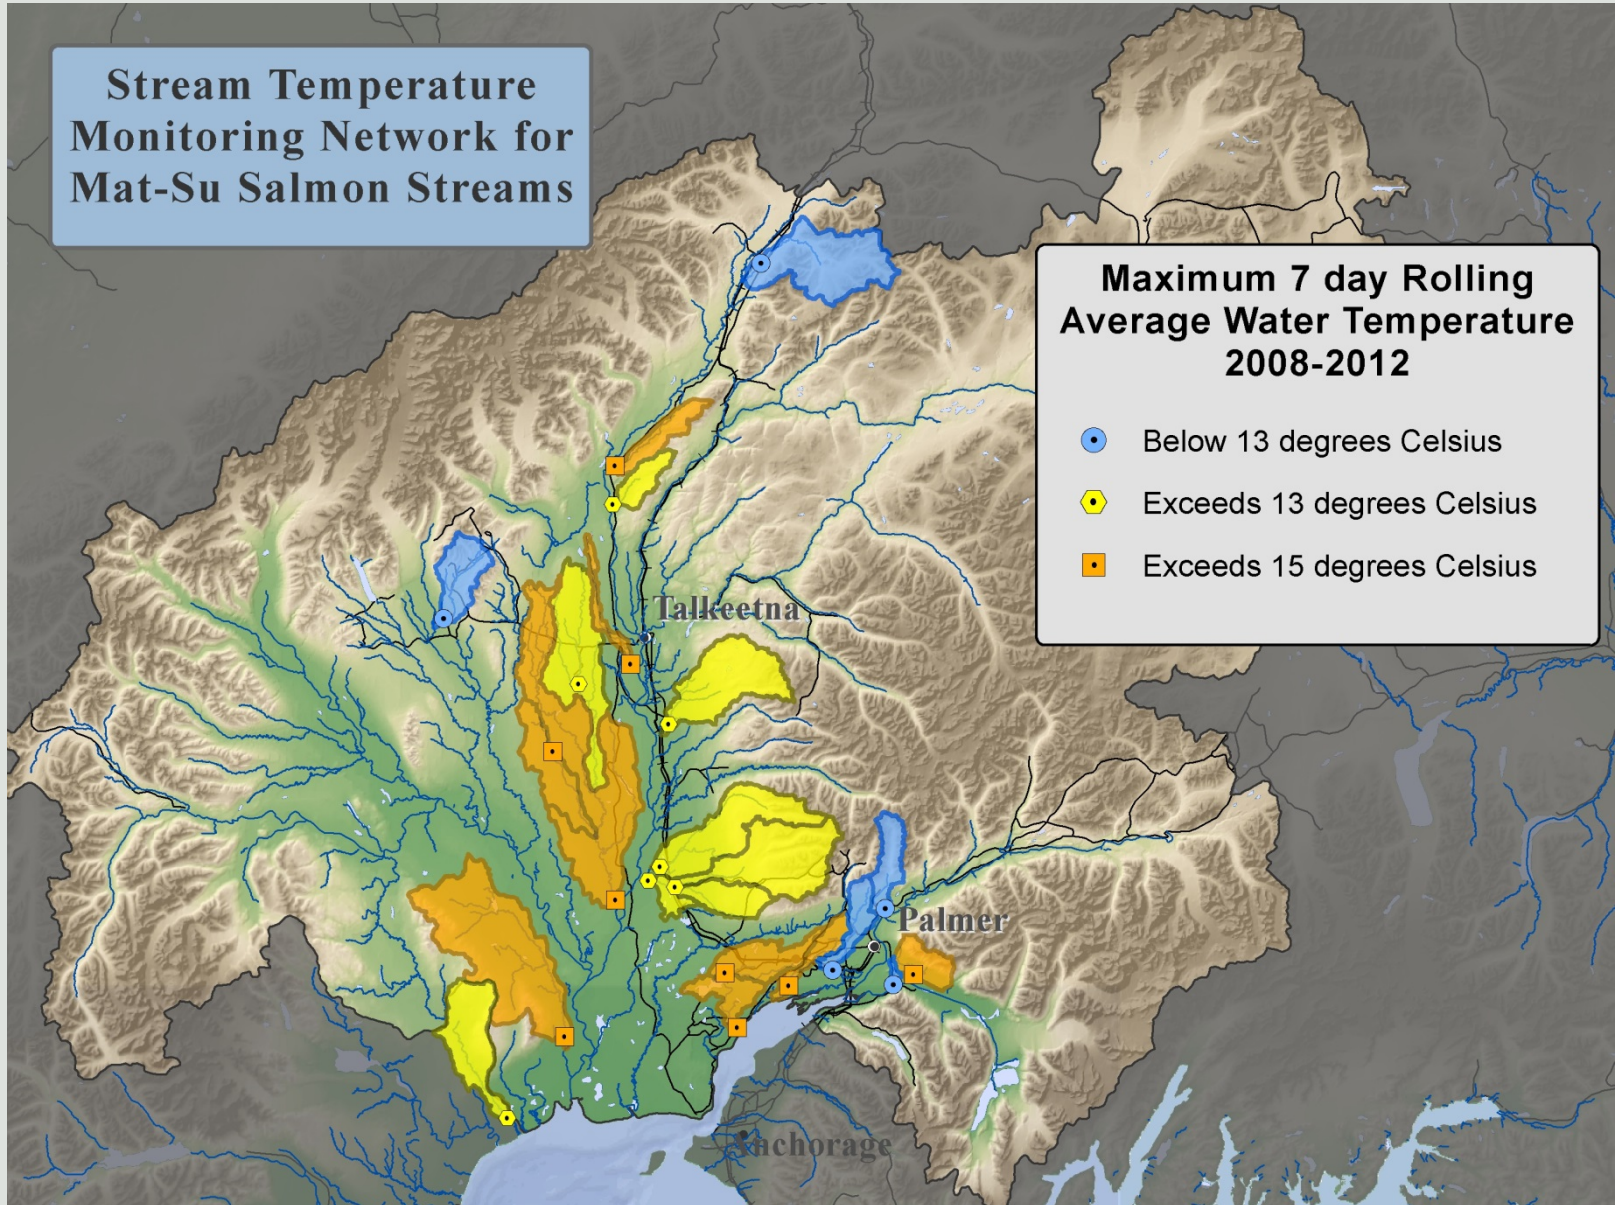 Stream Temperature
Monitoring Network for
Mat-Su Salmon Streams
Maximum 7 day Rolling
Average Water Temperature
2008-2012
Below 13 degrees Celsius
Exceeds 13 degrees Celsius
Exceeds 15 degrees Celsius
Talkeetna
Palmer
Anchorage